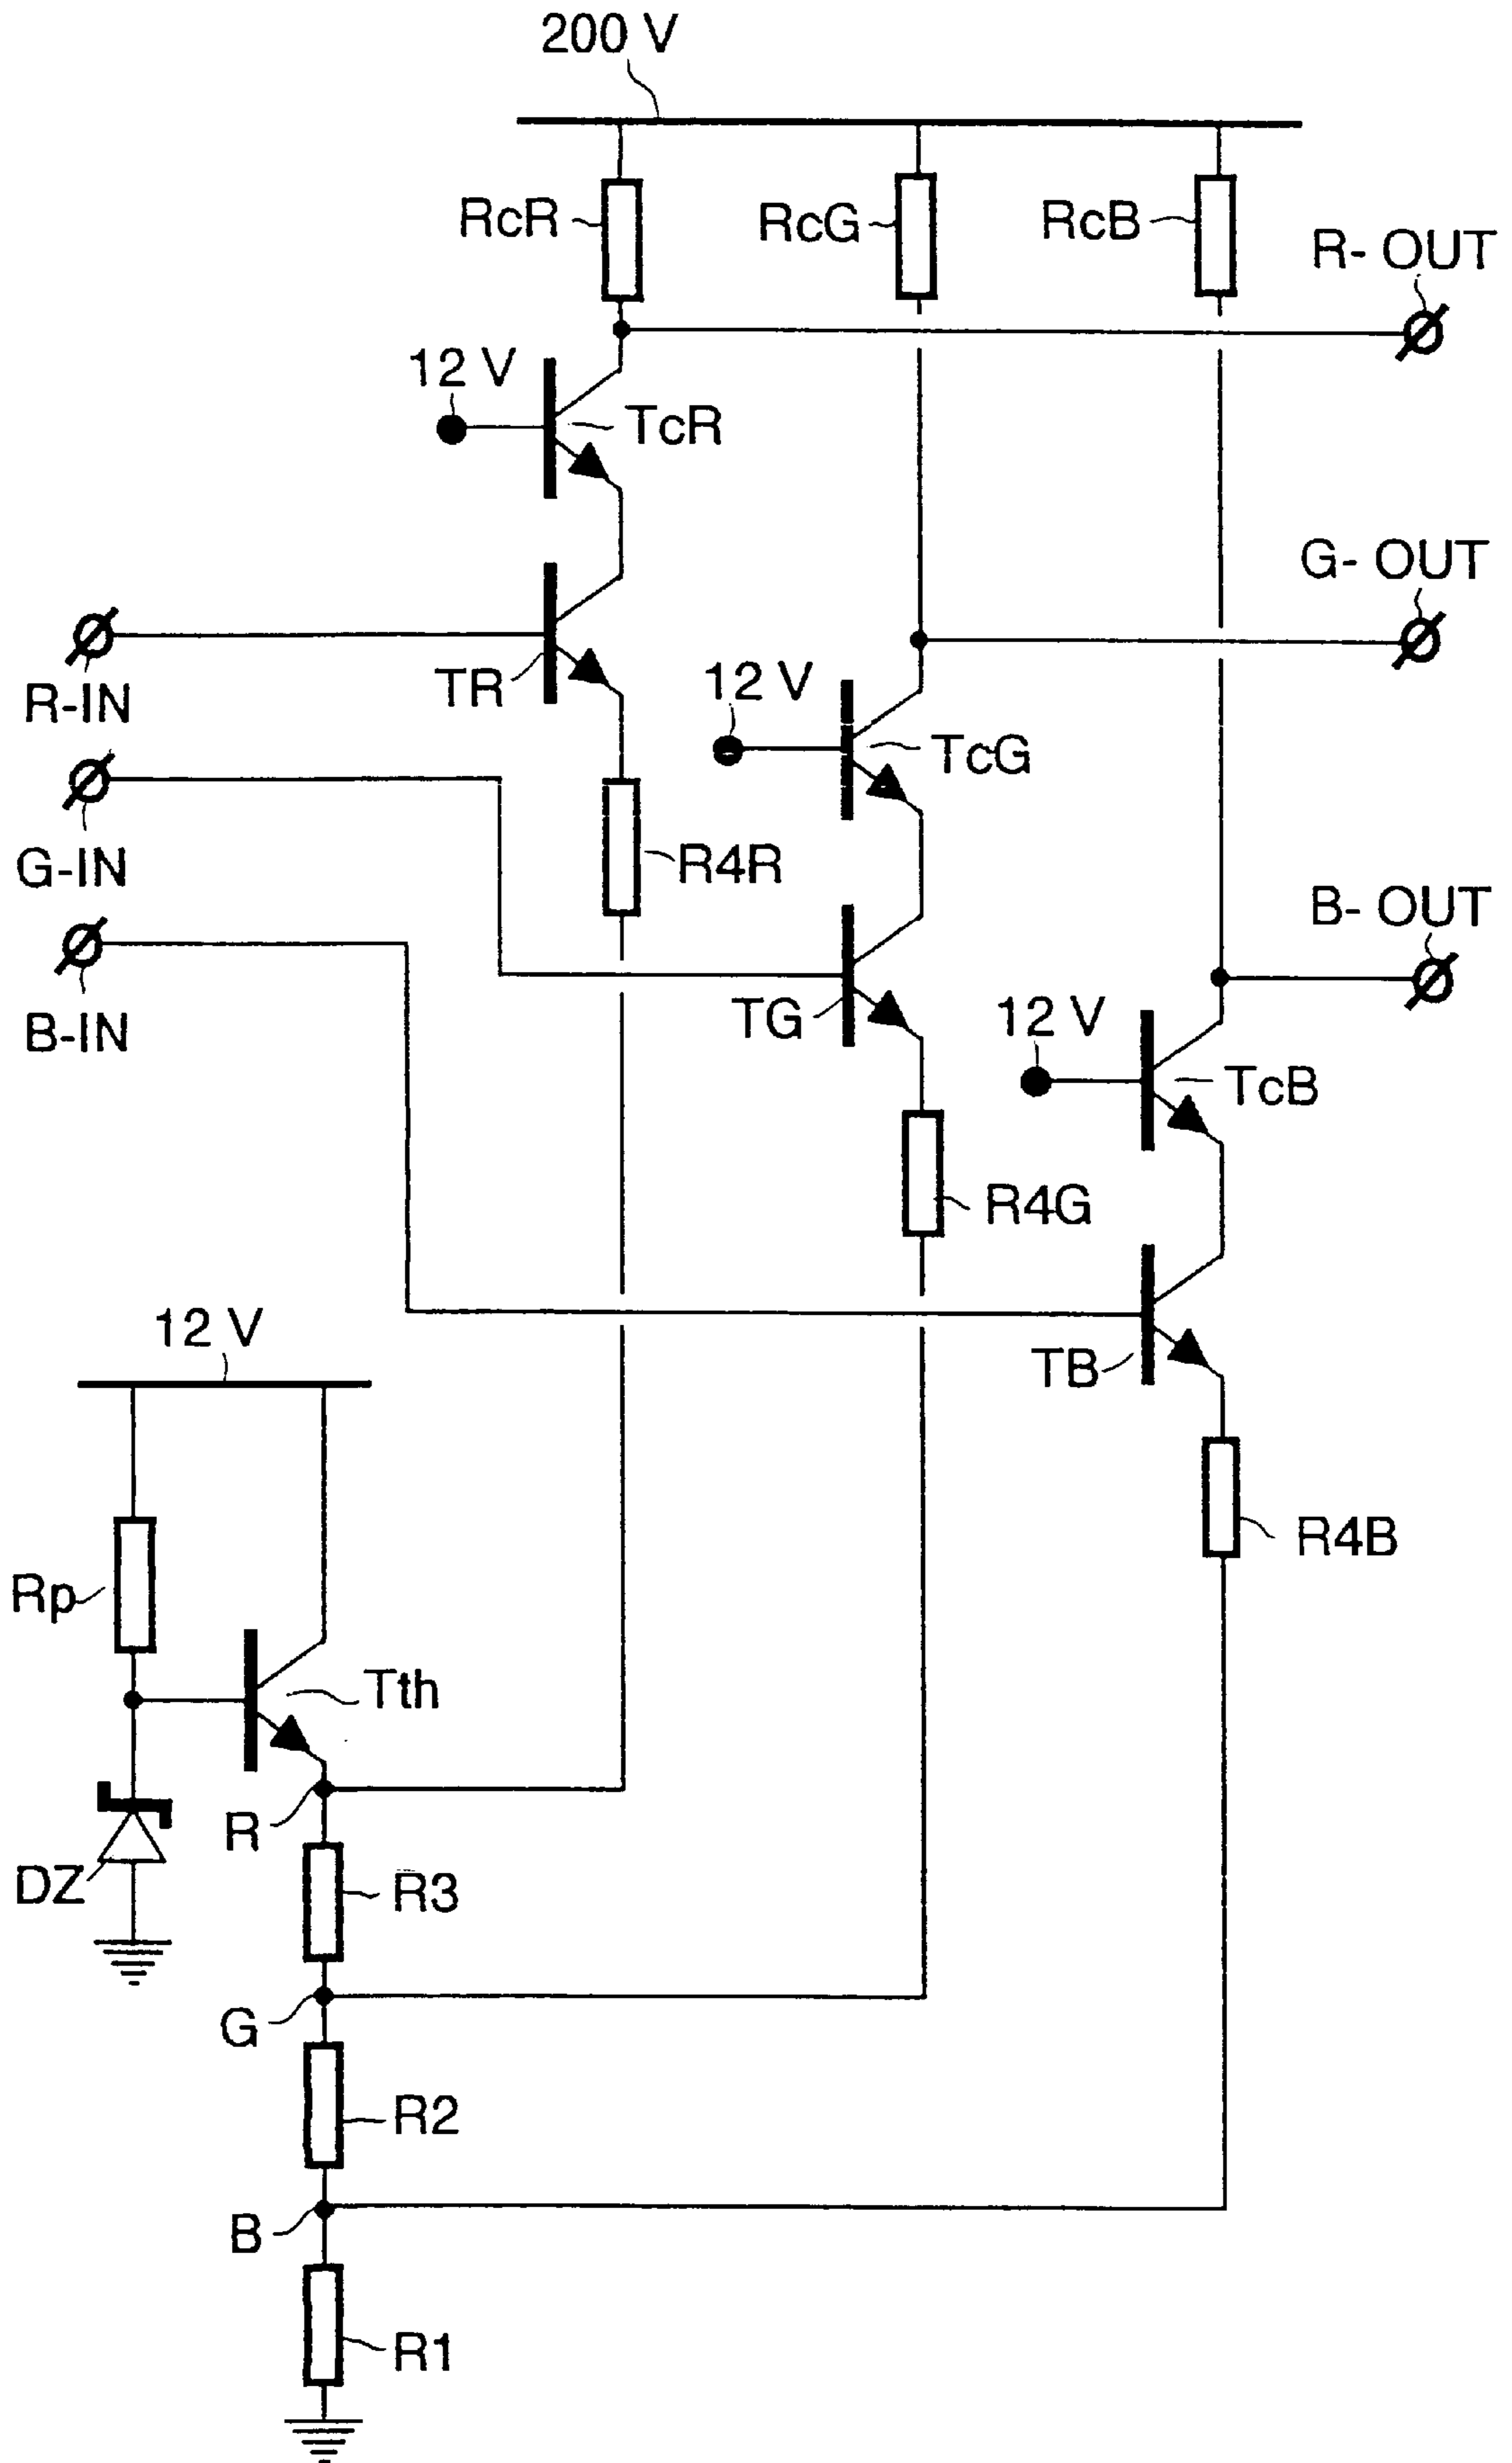 200 V
RcR
RcG
RcB
R- OUT
12 V
TcR
G- OUT
R-IN
TR
12 V
TcG
G-IN
R4R
B- OUT
B-IN
TG
12 V
TcB
R4G
12 V
TB
R4B
Rp
Tth
R
DZ
R3
G
R2
B
R1